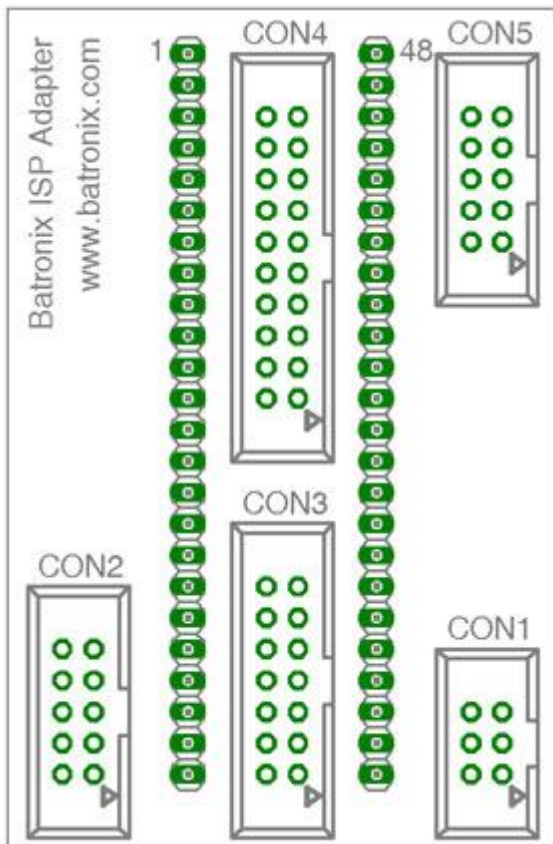 Batronix ISP Adapter
www.batronix.com
1
CON4
48
CON5
CON3
CON2
CON1